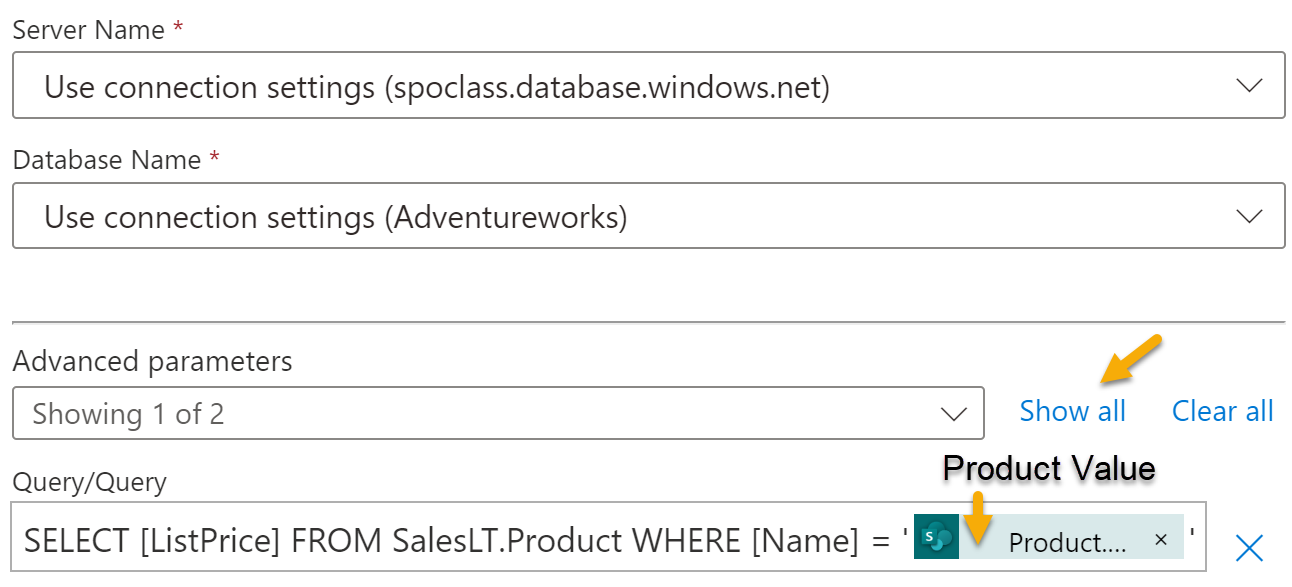 Server Name *
Use connection settings (spoclass.database.windows.net)
Database Name *
Use connection settings (Adventureworks)
Advanced parameters
Showing 1 of 2
Show all
Clear all
Product Value
Query/Query
SELECT [ListPrice] FROM SalesLT.Product WHERE [Name] = ' S Product.... × '